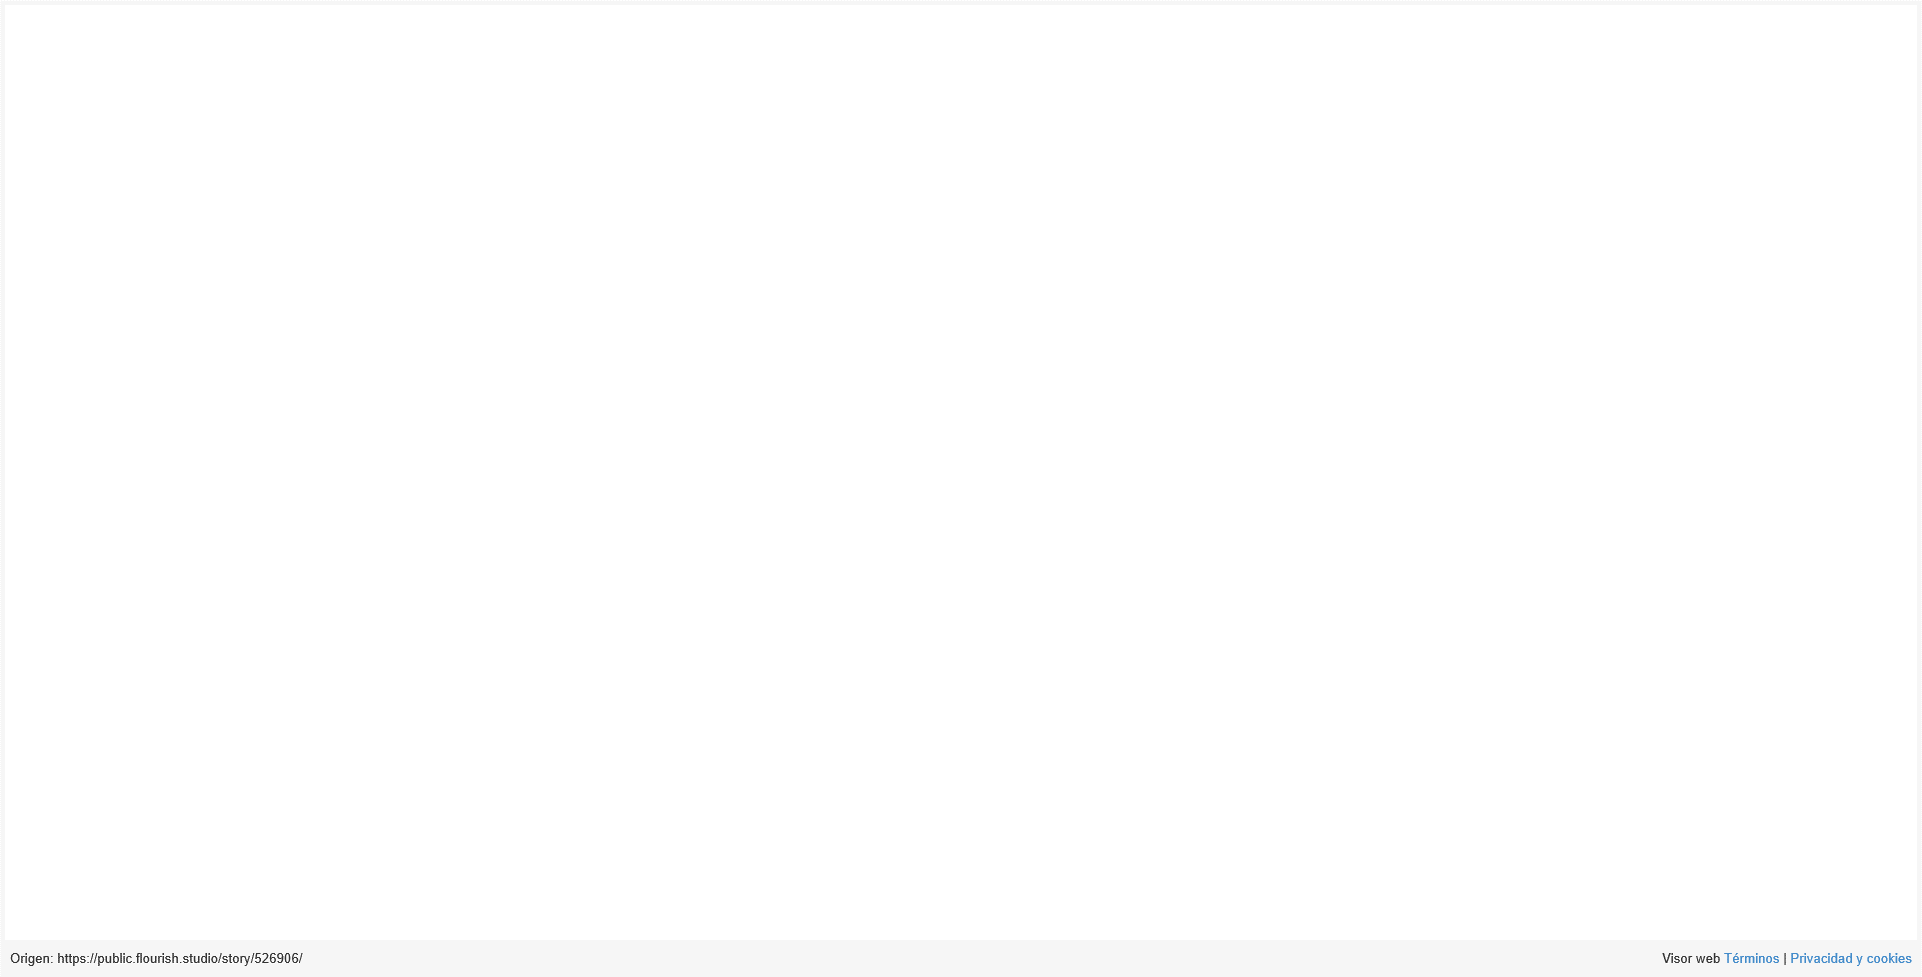 Origen: https://public.flourish.studio/story/526906/
Visor web Términos | Privacidad y cookies